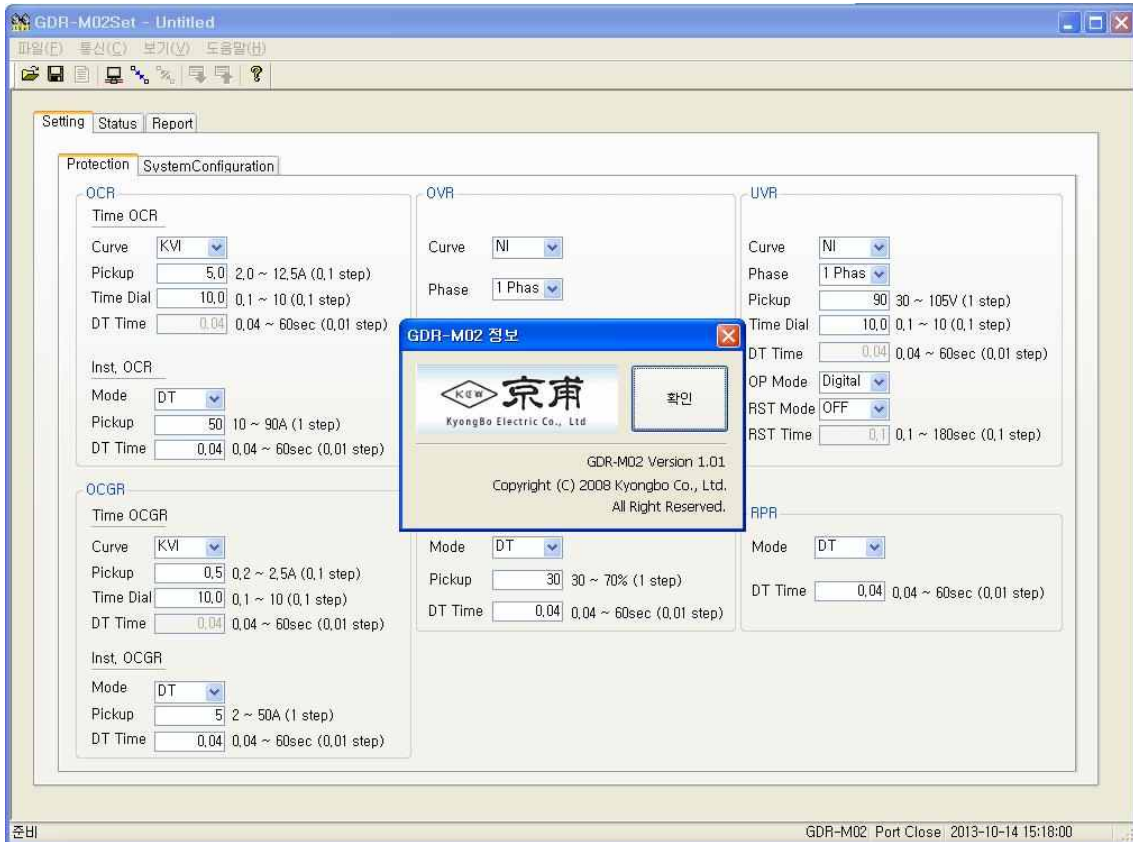 GDR-M02Set - Untitled
파일(F) 통신(C) 보기(V) 도움말(H)
Setting Status Report
Protection SystemConfiguration
OCR
Time OCR
Curve KVI
Pickup 5,0 2,0 ~ 12,5A (0,1 step)
Time Dial 10,0 0,1 ~ 10 (0,1 step)
DT Time 0,04 0,04 ~ 60sec (0,01 step)
Inst, OCR
Mode DT
Pickup 50 10 ~ 90A (1 step)
DT Time 0,04 0,04 ~ 60sec (0,01 step)
OVR
Curve NI
Phase 1 Phas
UVR
Curve NI
Phase 1 Phas
Pickup 90 30 ~ 105V (1 step)
Time Dial 10,0 0,1 ~ 10 (0,1 step)
DT Time 0,04 0,04 ~ 60sec (0,01 step)
OP Mode Digital
RST Mode OFF
RST Time 0,1 0,1 ~ 180sec (0,1 step)
GDR-M02 정보
KEW 京甫
KyongBo Electric Co., Ltd
확인
GDR-M02 Version 1.01
Copyright (C) 2008 Kyongbo Co., Ltd.
All Right Reserved.
OCGR
Time OCGR
Curve KVI
Pickup 0,5 0,2 ~ 2,5A (0,1 step)
Time Dial 10,0 0,1 ~ 10 (0,1 step)
DT Time 0,04 0,04 ~ 60sec (0,01 step)
Inst, OCGR
Mode DT
Pickup 5 2 ~ 50A (1 step)
DT Time 0,04 0,04 ~ 60sec (0,01 step)
Mode DT
Pickup 30 30 ~ 70% (1 step)
DT Time 0,04 0,04 ~ 60sec (0,01 step)
RPR
Mode DT
DT Time 0,04 0,04 ~ 60sec (0,01 step)
준비
GDR-M02 Port Close 2013-10-14 15:18:00